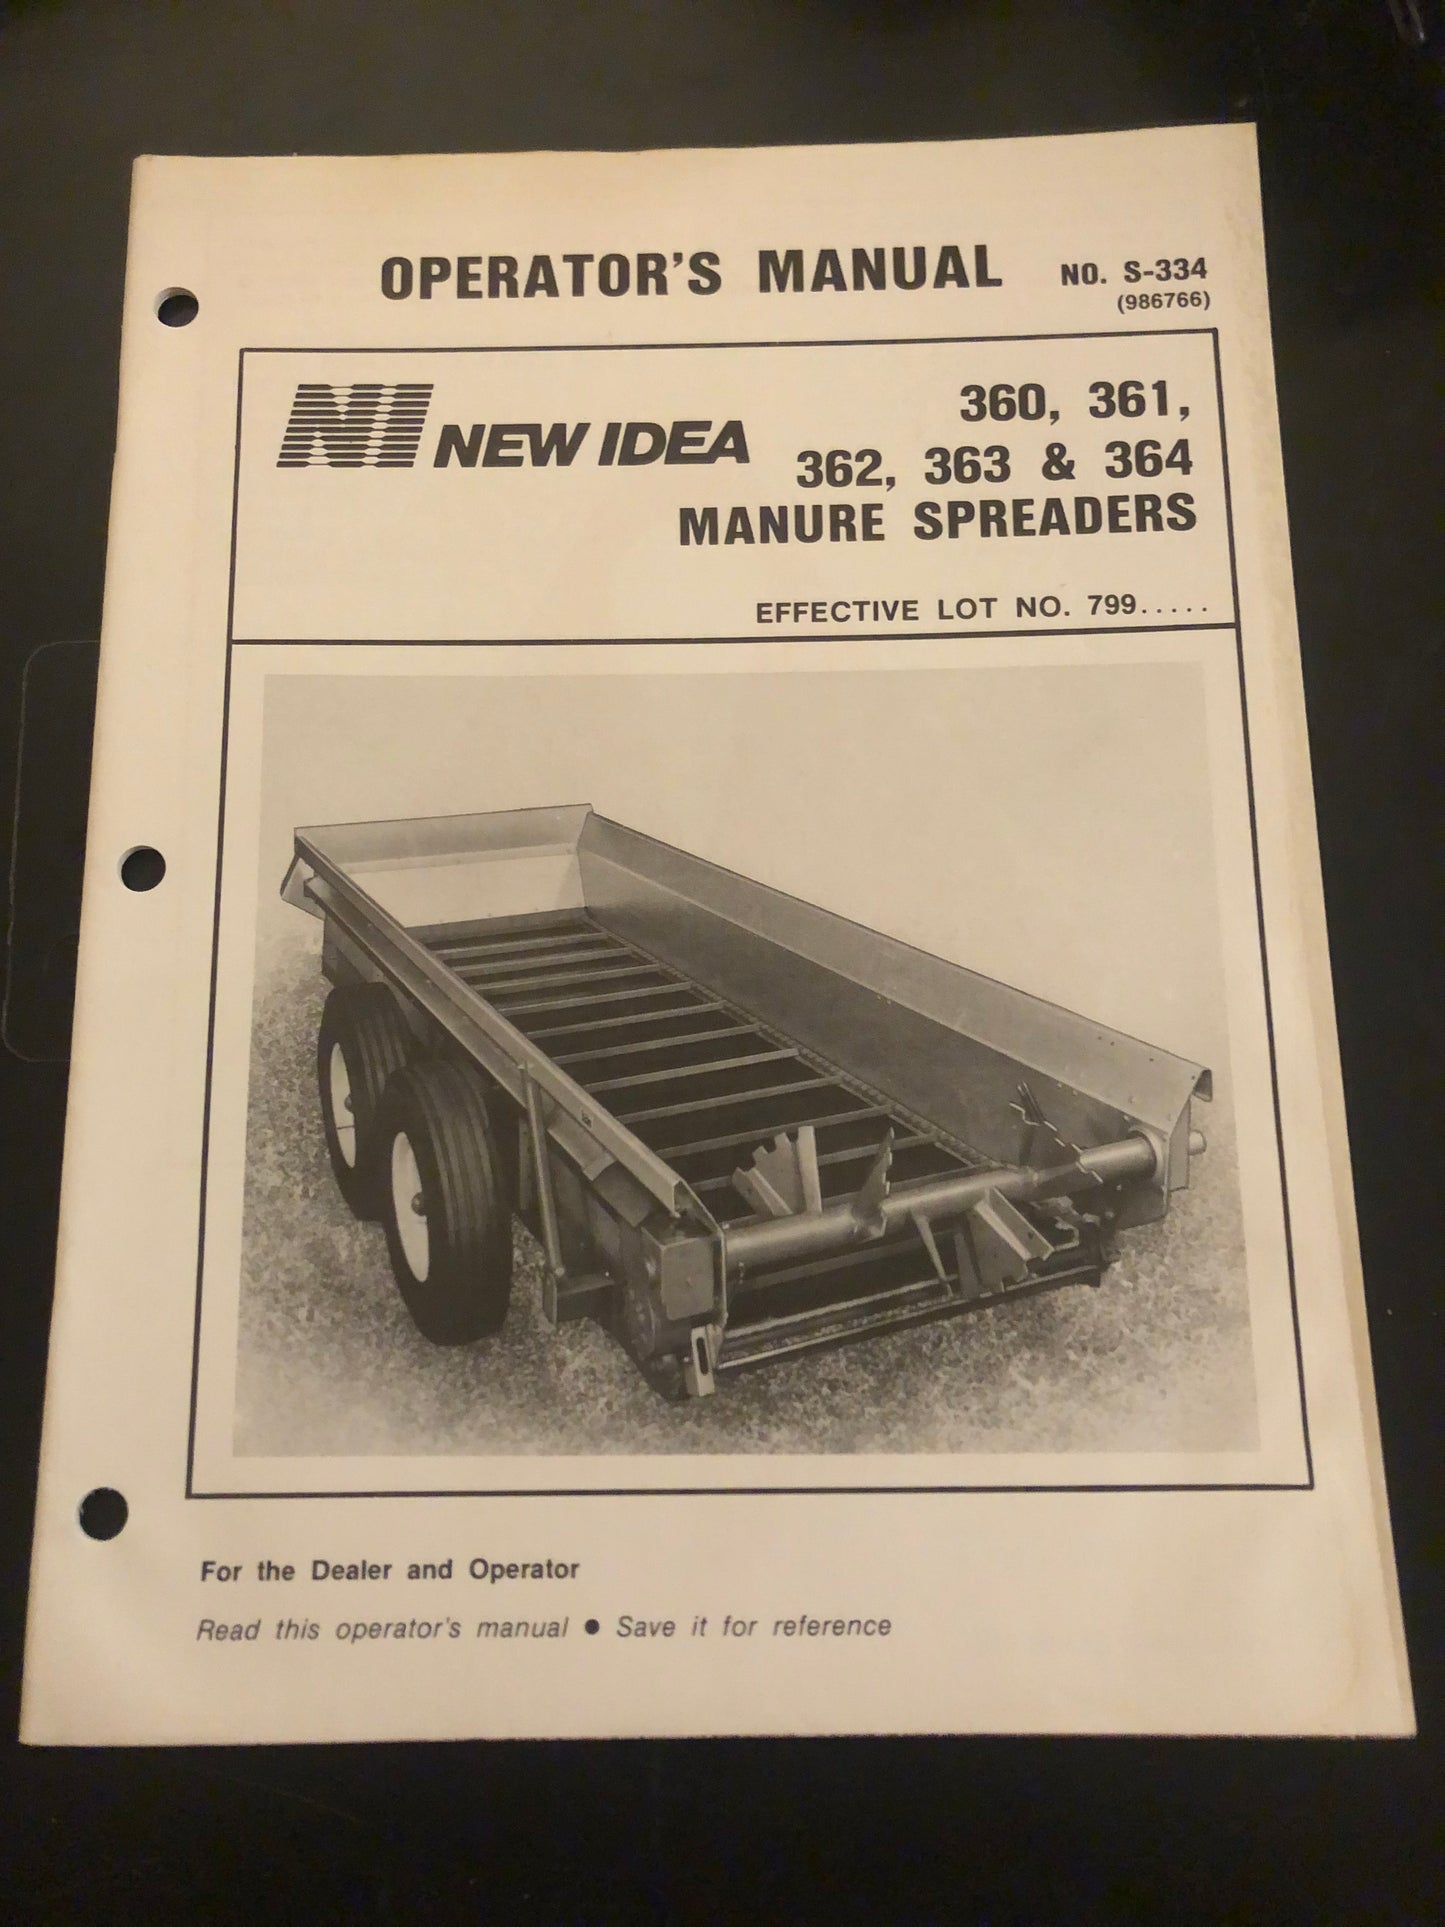 OPERATOR'S MANUAL NO. S-334
(986766)
NI NEW IDEA
360, 361,
362, 363 & 364
MANURE SPREADERS
EFFECTIVE LOT NO. 799.....
For the Dealer and Operator
Read this operator's manual ● Save it for reference